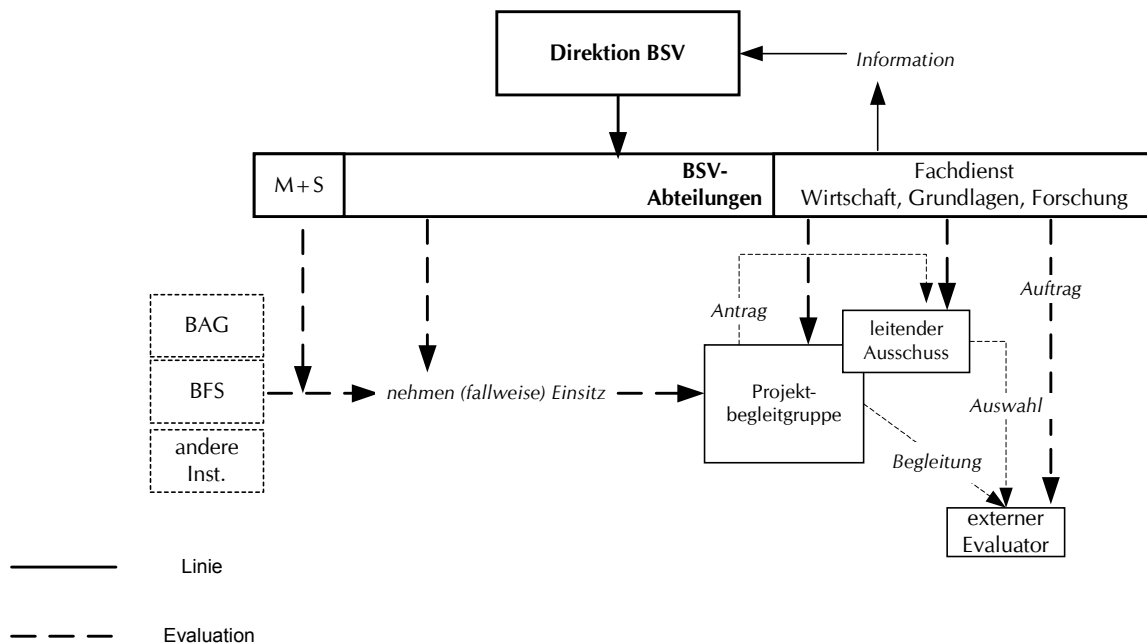 Direktion BSV
Information
M+S
BSV-
Abteilungen
Fachdienst
Wirtschaft, Grundlagen, Forschung
BAG
BFS
andere
Inst.
nehmen (fallweise) Einsitz
Antrag
Projekt-
begleitgruppe
leitender
Ausschuss
Auftrag
Auswahl
Begleitung
externer
Evaluator
Linie
Evaluation